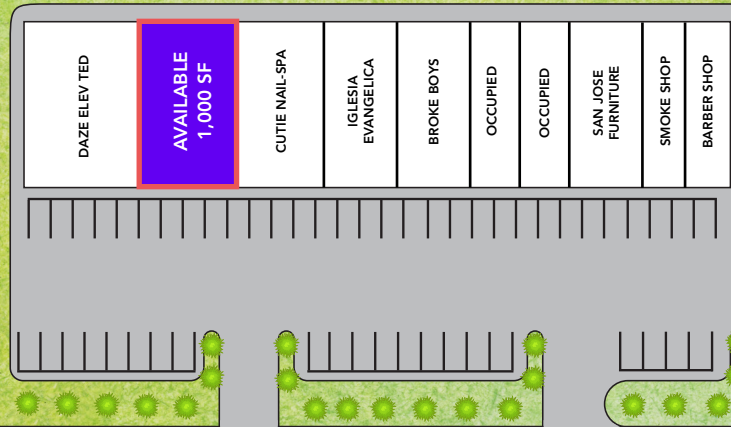 DAZE ELEV TED
AVAILABLE
1,000 SF
CUTIE NAIL-SPA
IGLESIA
EVANGELICA
BROKE BOYS
OCCUPIED
OCCUPIED
SAN JOSE
FURNITURE
SMOKE SHOP
BARBER SHOP